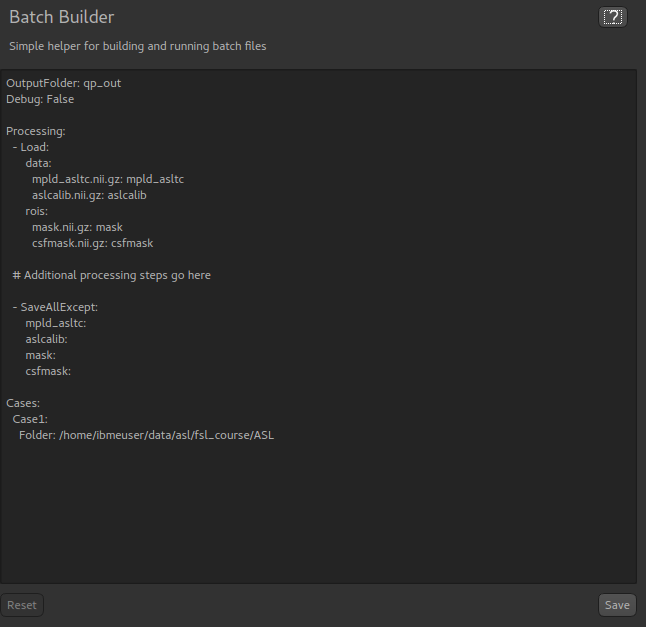 Batch Builder
?
Simple helper for building and running batch files
OutputFolder: qp_out
Debug: False

Processing:
  - Load:
      data:
        mpld_asltc.nii.gz: mpld_asltc
        aslcalib.nii.gz: aslcalib
      rois:
        mask.nii.gz: mask
        csfmask.nii.gz: csfmask

  # Additional processing steps go here

  - SaveAllExcept:
      mpld_asltc:
      aslcalib:
      mask:
      csfmask:

Cases:
  Case1:
    Folder: /home/ibmeuser/data/asl/fsl_course/ASL
Reset
Save